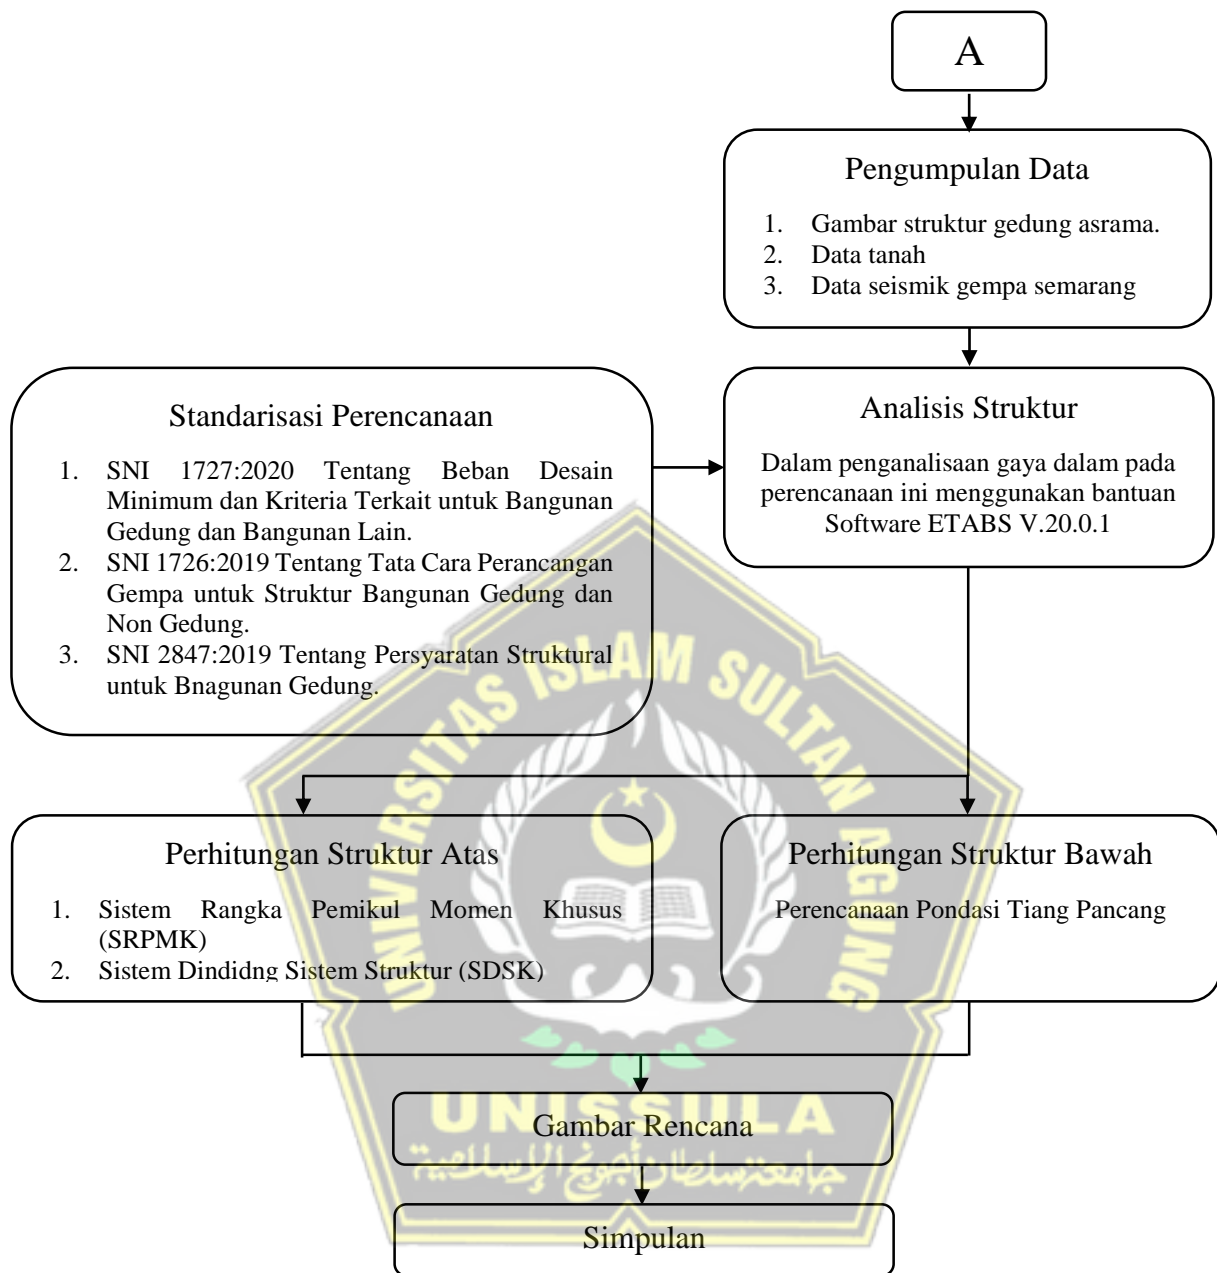 A
Pengumpulan Data
1. Gambar struktur gedung asrama.
2. Data tanah
3. Data seismik gempa semarang
Standarisasi Perencanaan
1. SNI 1727:2020 Tentang Beban Desain
Minimum dan Kriteria Terkait untuk Bangunan
Gedung dan Bangunan Lain.
2. SNI 1726:2019 Tentang Tata Cara Perancangan
Gempa untuk Struktur Bangunan Gedung dan
Non Gedung.
3. SNI 2847:2019 Tentang Persyaratan Struktural
untuk Bnagunan Gedung.
Analisis Struktur
Dalam penganalisaan gaya dalam pada
perencanaan ini menggunakan bantuan
Software ETABS V.20.0.1
Perhitungan Struktur Atas
1. Sistem Rangka Pemikul Momen Khusus
(SRPMK)
2. Sistem Dindidng Sistem Struktur (SDSK)
Perhitungan Struktur Bawah
Perencanaan Pondasi Tiang Pancang
Gambar Rencana
Simpulan
UNIVERSITAS ISLAM SULTAN AGUNG
UNISSULA
جامعة سلطان أجونج الإسلامية